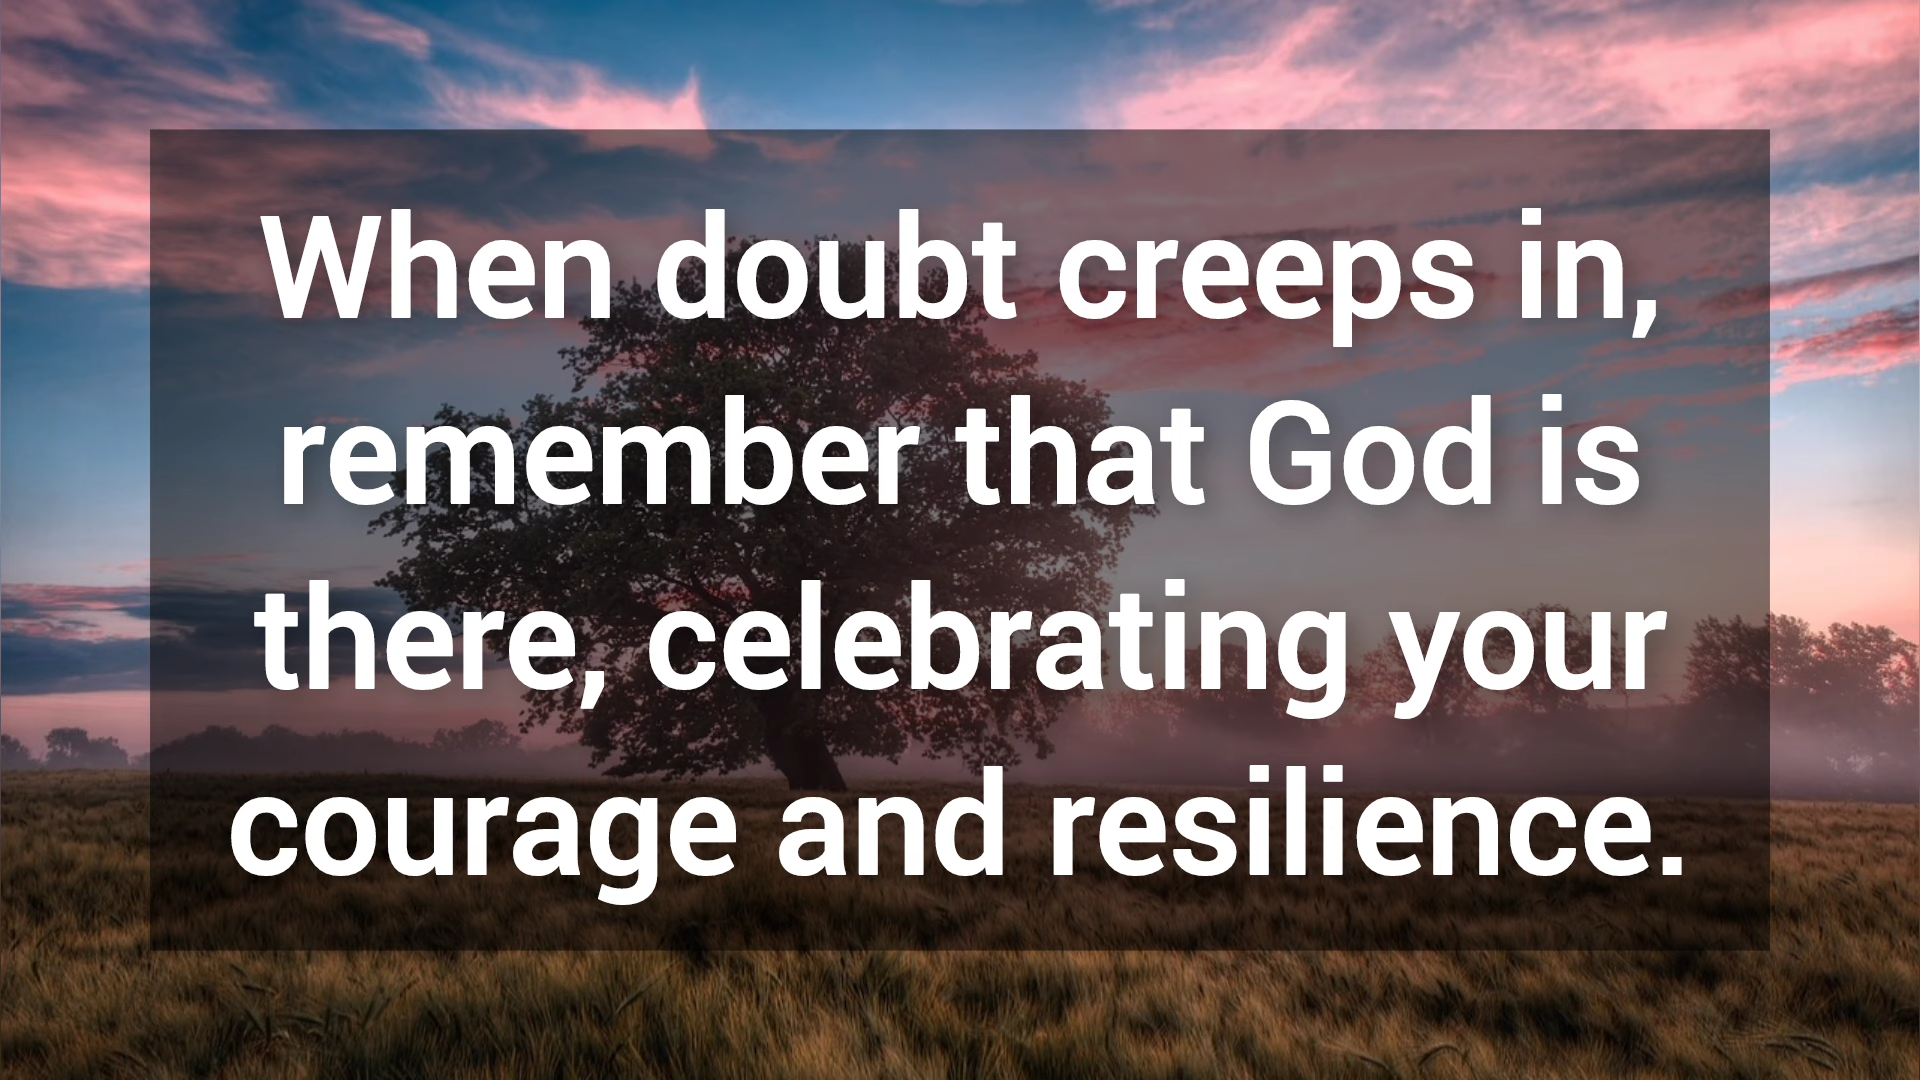 When doubt creeps in,
remember that God is
there, celebrating your
courage and resilience.